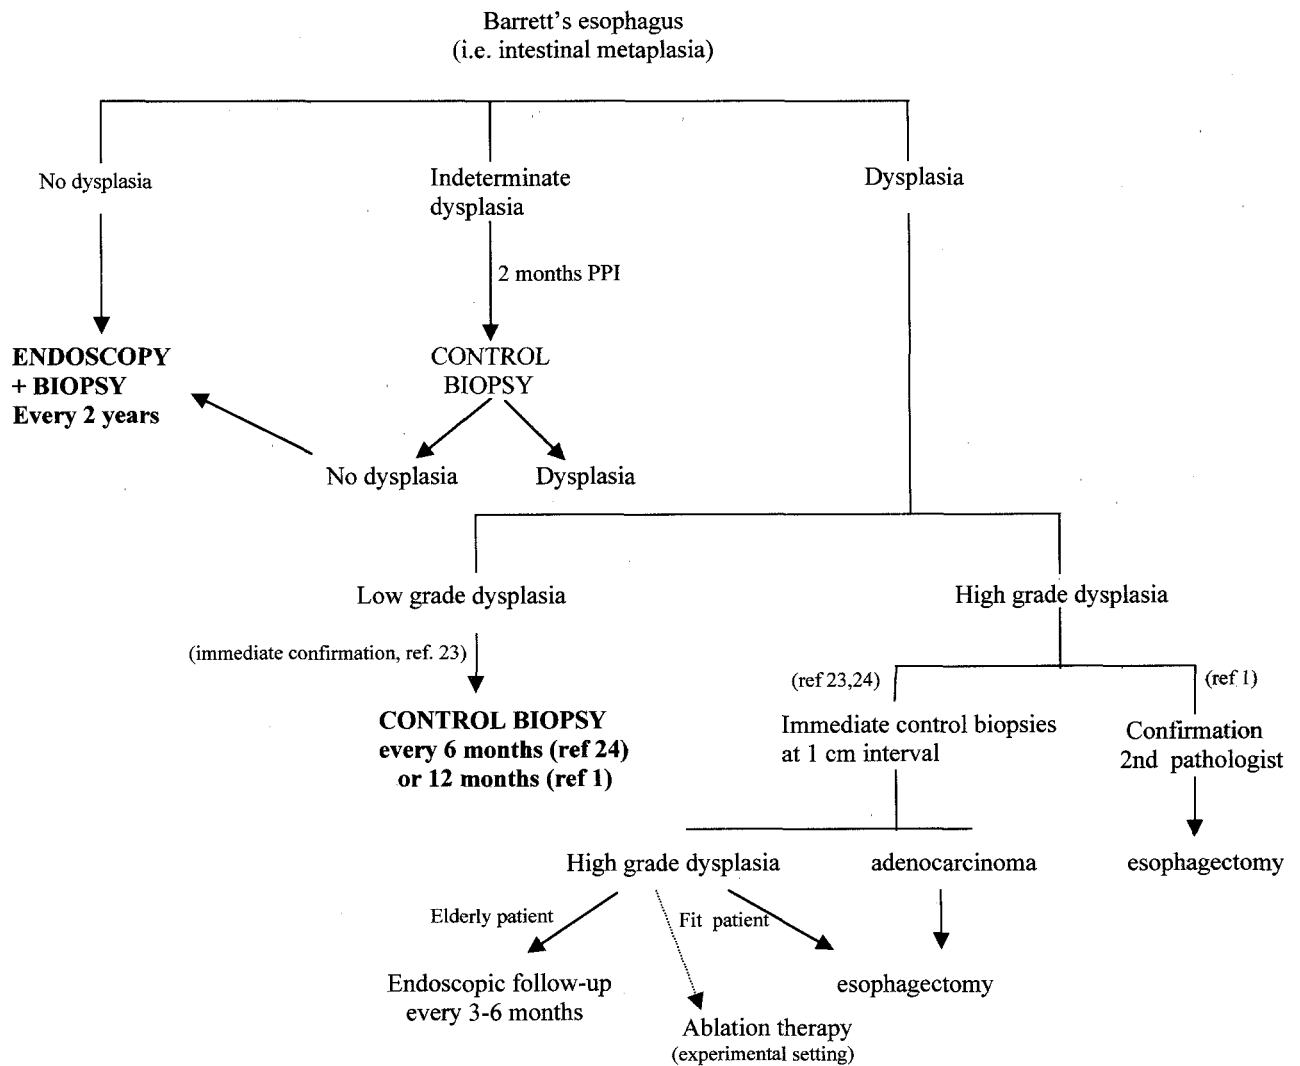 Barrett's esophagus
(i.e. intestinal metaplasia)
No dysplasia
Indeterminate
dysplasia
Dysplasia
2 months PPI
ENDOSCOPY
+ BIOPSY
Every 2 years
CONTROL
BIOPSY
No dysplasia
Dysplasia
Low grade dysplasia
High grade dysplasia
(immediate confirmation, ref. 23)
(ref 23,24)
(ref 1)
CONTROL BIOPSY
every 6 months (ref 24)
or 12 months (ref 1)
Immediate control biopsies
at 1 cm interval
Confirmation
2nd pathologist
High grade dysplasia
adenocarcinoma
esophagectomy
Elderly patient
Fit patient
Endoscopic follow-up
every 3-6 months
esophagectomy
Ablation therapy
(experimental setting)